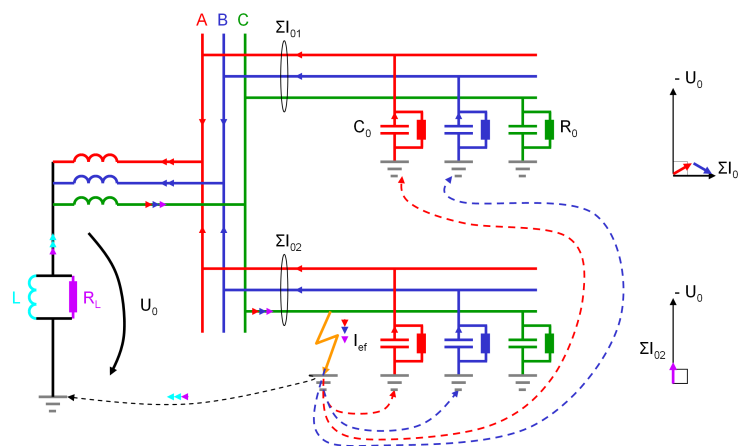 A B C
ΣI01
- U0
C0
R0
ΣI0
ΣI02
- U0
L
RL
U0
Ief
ΣI02